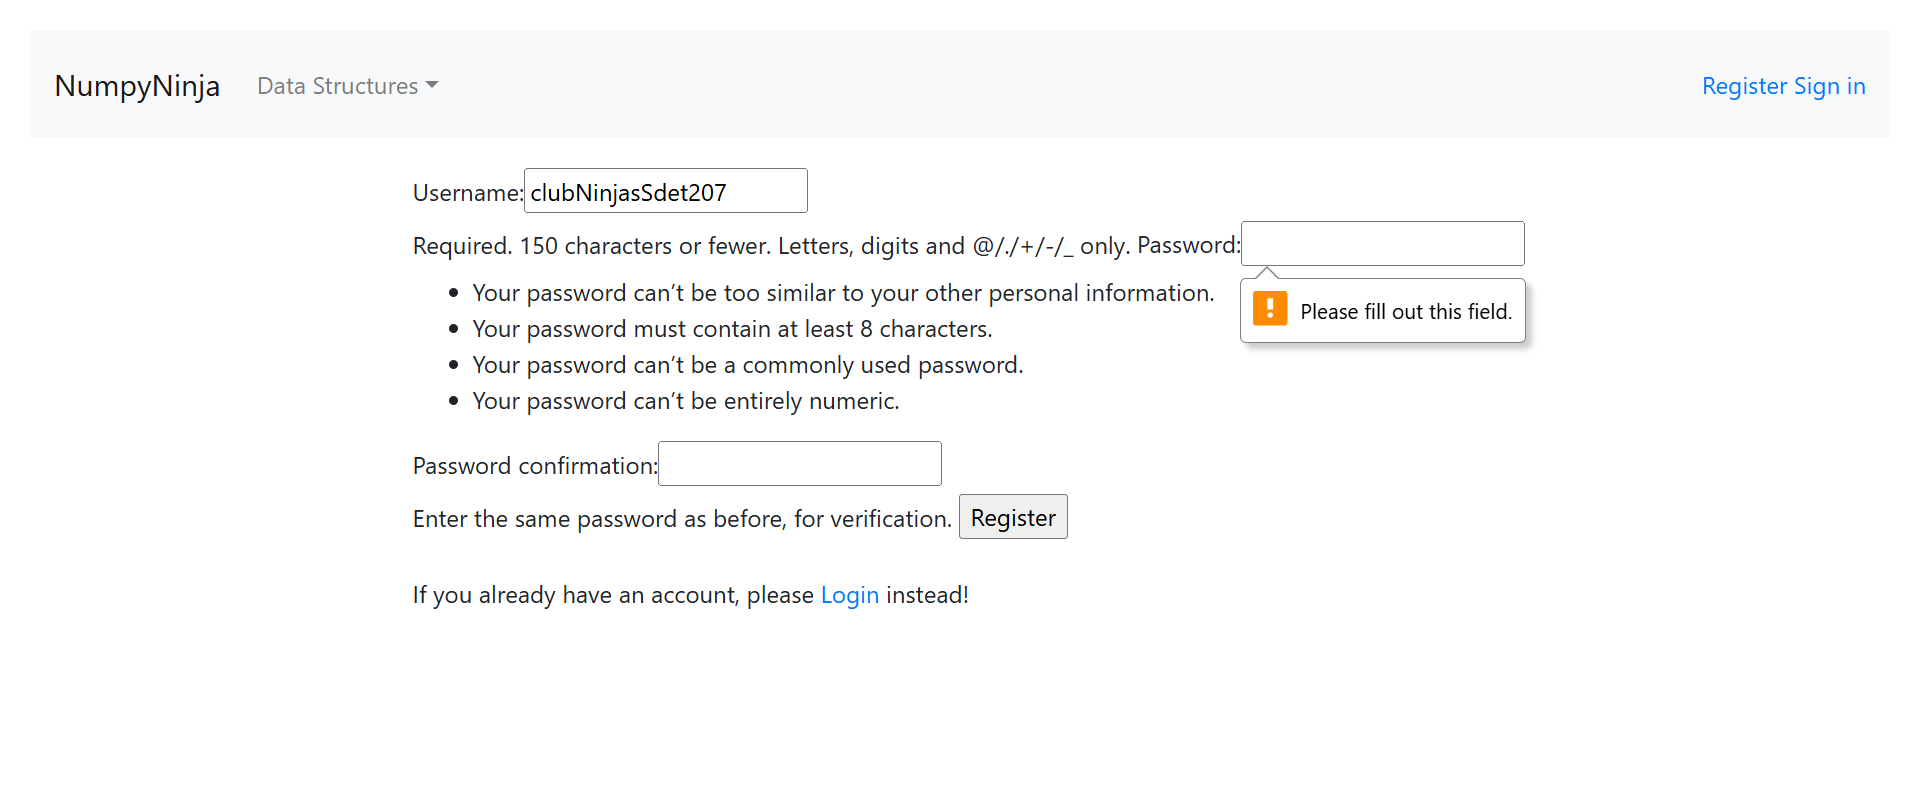 NumpyNinja Data Structures Register Sign in
Username: clubNinjasSdet207
Required. 150 characters or fewer. Letters, digits and @/./+/-/_ only. Password:
Please fill out this field.
• Your password can’t be too similar to your other personal information.
• Your password must contain at least 8 characters.
• Your password can’t be a commonly used password.
• Your password can’t be entirely numeric.
Password confirmation:
Enter the same password as before, for verification. Register
If you already have an account, please Login instead!